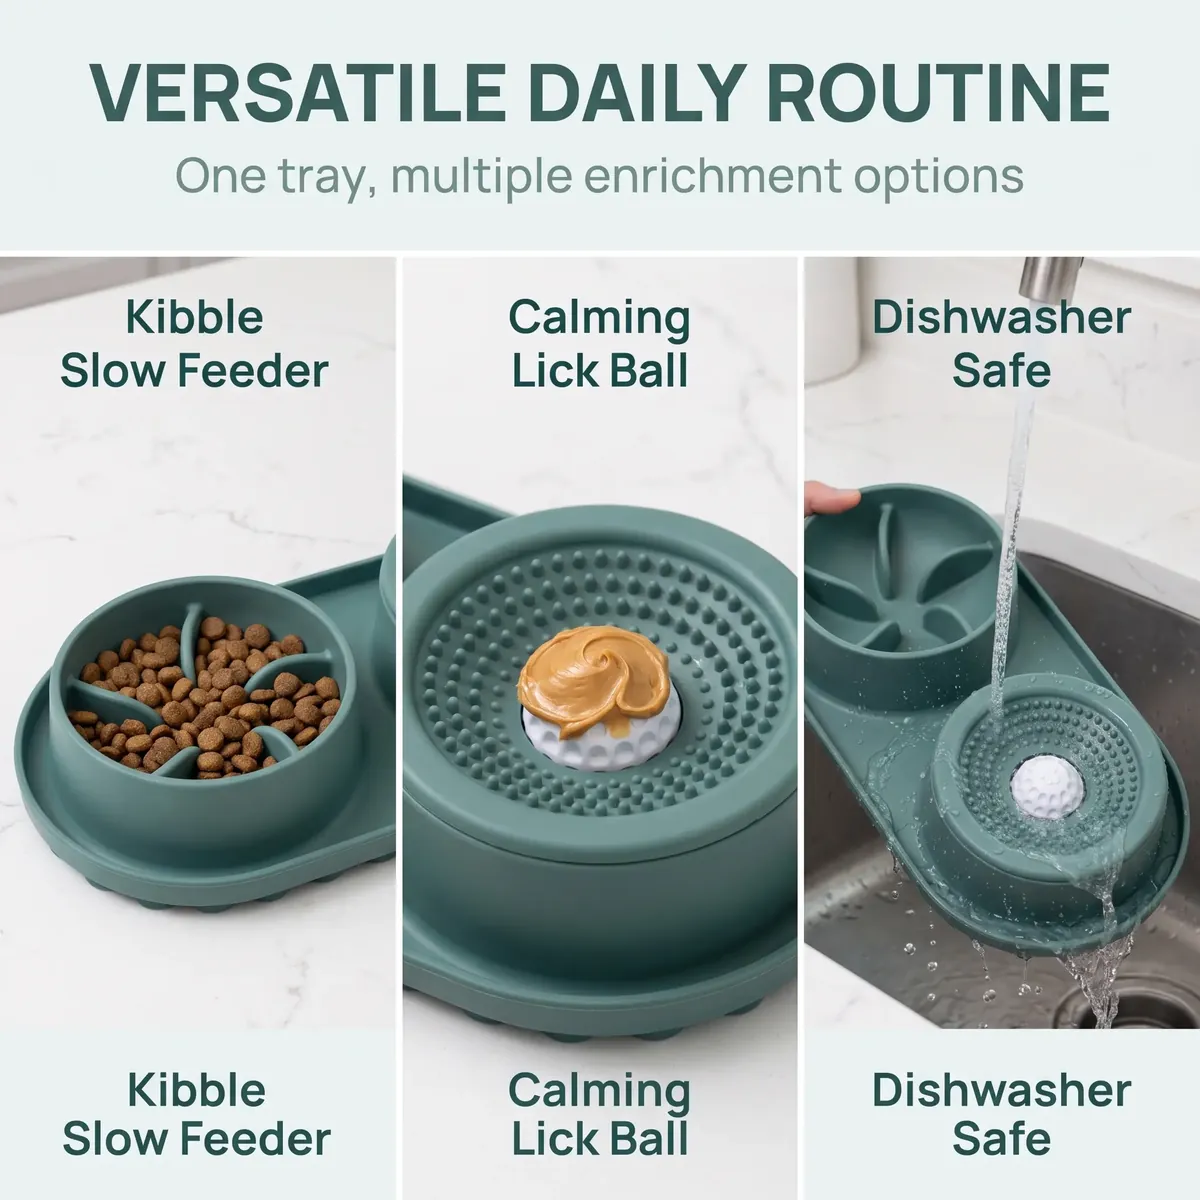 VERSATILE DAILY ROUTINE
One tray, multiple enrichment options
Kibble
Slow Feeder
Calming
Lick Ball
Dishwasher
Safe
Kibble
Slow Feeder
Calming
Lick Ball
Dishwasher
Safe